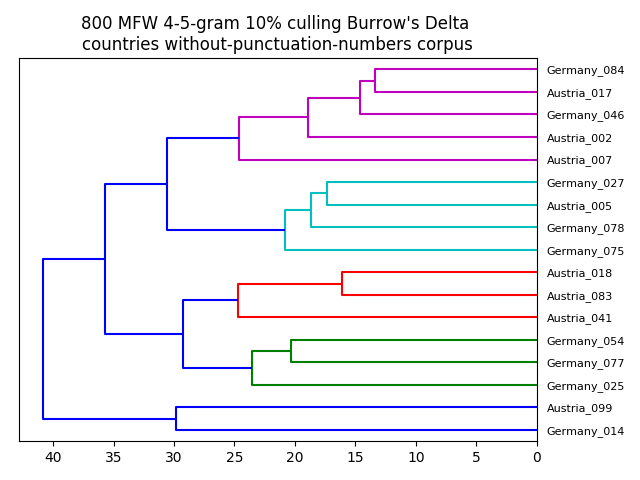 800 MFW 4-5-gram 10% culling Burrow's Delta
countries without-punctuation-numbers corpus
Germany_084
Austria_017
Germany_046
Austria_002
Austria_007
Germany_027
Austria_005
Germany_078
Germany_075
Austria_018
Austria_083
Austria_041
Germany_054
Germany_077
Germany_025
Austria_099
Germany_014
40 35 30 25 20 15 10 5 0